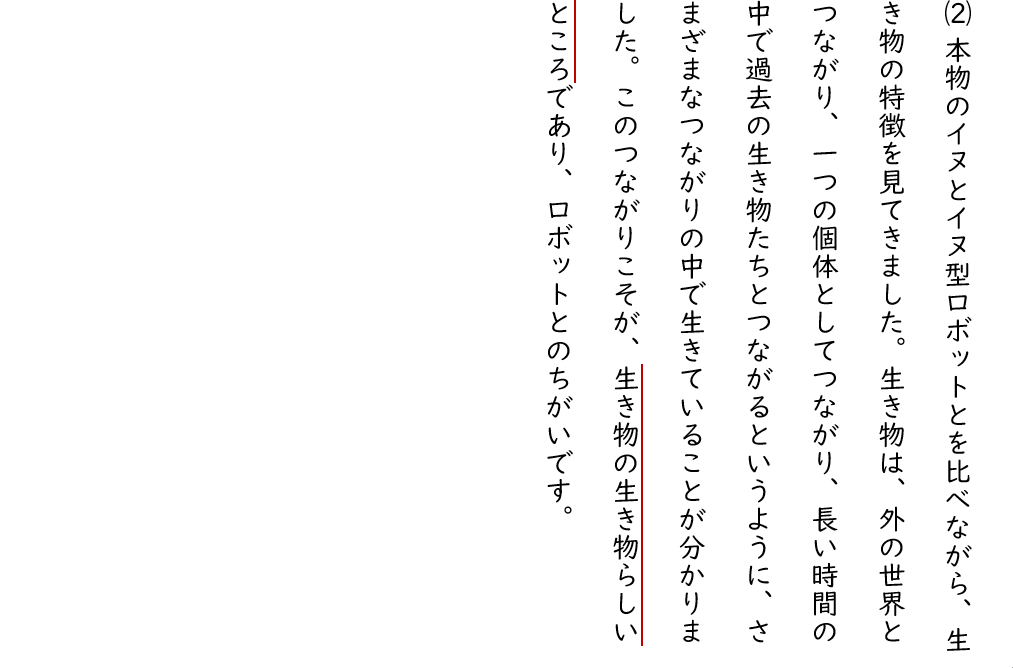 ⑵ 本物のイヌとイヌ型ロボットとを比べながら、生
き物の特徴を見てきました。生き物は、外の世界と
つながり、一つの個体としてつながり、長い時間の
中で過去の生き物たちとつながるというように、さ
まざまなつながりの中で生きていることが分かりま
した。このつながりこそが、生き物の生き物らしい
ところであり、ロボットとのちがいです。